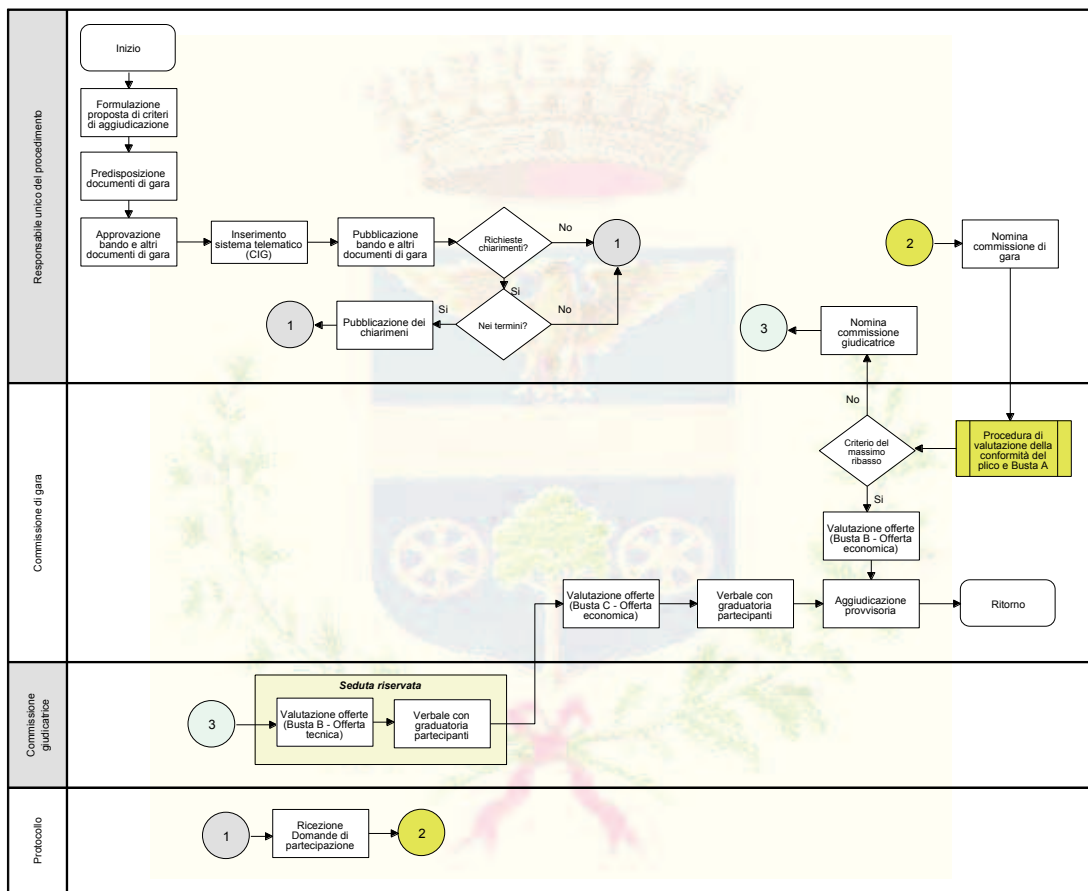 Responsabile unico del procedimento
Inizio
Formulazione
proposta di criteri
di aggiudicazione
Predisposizione
documenti di gara
Approvazione
bando e altri
documenti di gara
Inserimento
sistema telematico
(CIG)
Pubblicazione
bando e altri
documenti di gara
Richieste
chiarimenti?
No
1
Si
Nei termini?
No
Si
Pubblicazione dei
chiarimeni
1
2
Nomina
commissione di
gara
Nomina
commissione
giudicatrice
3
Commissione di gara
No
Criterio del
massimo
ribasso
Procedura di
valutazione della
conformità del
plico e Busta A
Si
Valutazione offerte
(Busta B - Offerta
economica)
Valutazione offerte
(Busta C - Offerta
economica)
Verbale con
graduatoria
partecipanti
Aggiudicazione
provvisoria
Ritorno
Commissione
giudicatrice
3
Seduta riservata
Valutazione offerte
(Busta B - Offerta
tecnica)
Verbale con
graduatoria
partecipanti
Protocollo
1
Ricezione
Domande di
partecipazione
2